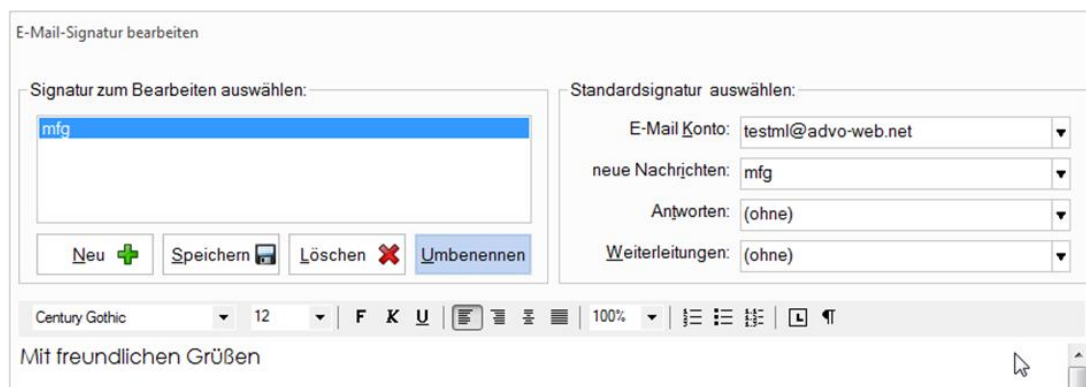 E-Mail-Signatur bearbeiten
Signatur zum Bearbeiten auswählen:
mfg
Neu
Speichern
Löschen
Umbenennen
Standardsignatur auswählen:
E-Mail Konto: testml@advo-web.net
neue Nachrichten: mfg
Antworten: (ohne)
Weiterleitungen: (ohne)
Century Gothic 12 F K U 100% L ¶
Mit freundlichen Grüßen